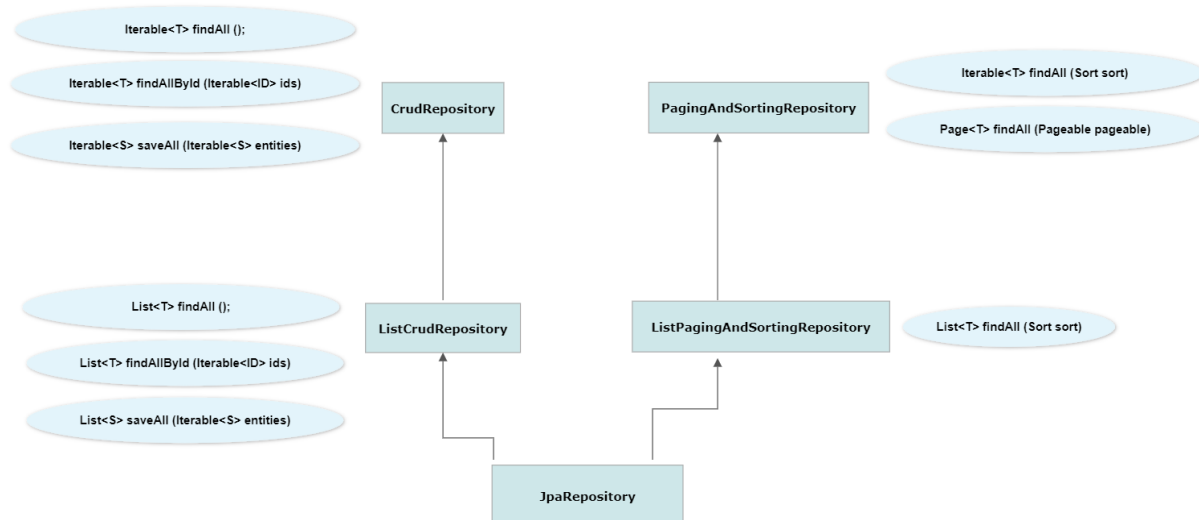 Iterable<T> findAll ();
Iterable<T> findAllById (Iterable<ID> ids)
Iterable<S> saveAll (Iterable<S> entities)
CrudRepository
PagingAndSortingRepository
Iterable<T> findAll (Sort sort)
Page<T> findAll (Pageable pageable)
List<T> findAll ();
List<T> findAllById (Iterable<ID> ids)
List<S> saveAll (Iterable<S> entities)
ListCrudRepository
ListPagingAndSortingRepository
List<T> findAll (Sort sort)
JpaRepository